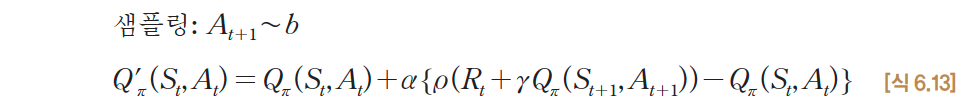 샘플링: A_{t+1} ~ b
Q'_π(S_t, A_t) = Q_π(S_t, A_t) + α{ρ(R_t + γQ_π(S_{t+1}, A_{t+1})) − Q_π(S_t, A_t)} [식 6.13]